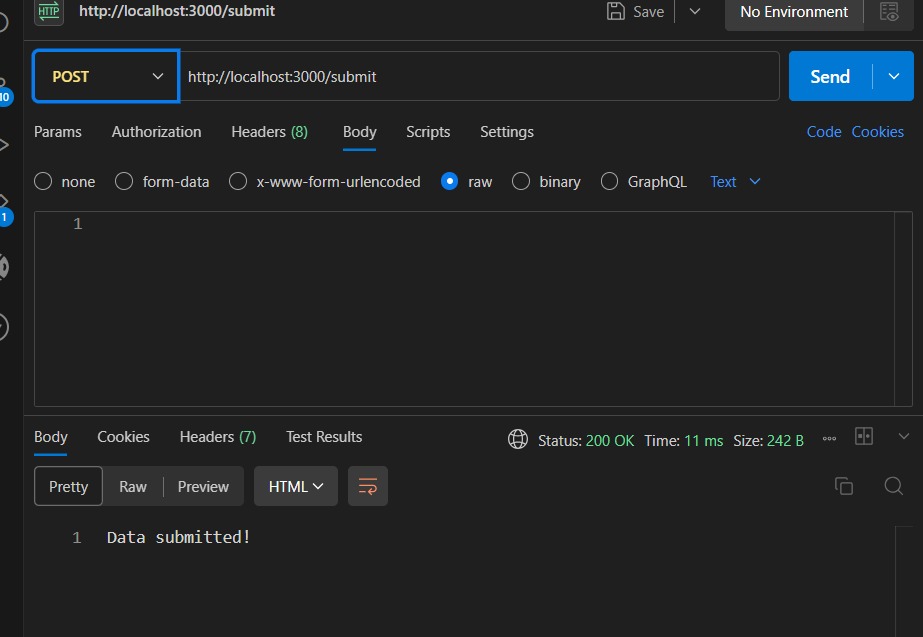 HTTP http://localhost:3000/submit Save No Environment
POST http://localhost:3000/submit Send
10
Params Authorization Headers (8) Body Scripts Settings Code Cookies
none form-data x-www-form-urlencoded raw binary GraphQL Text
1
1
Body Cookies Headers (7) Test Results Status: 200 OK Time: 11 ms Size: 242 B
Pretty Raw Preview HTML
1 Data submitted!